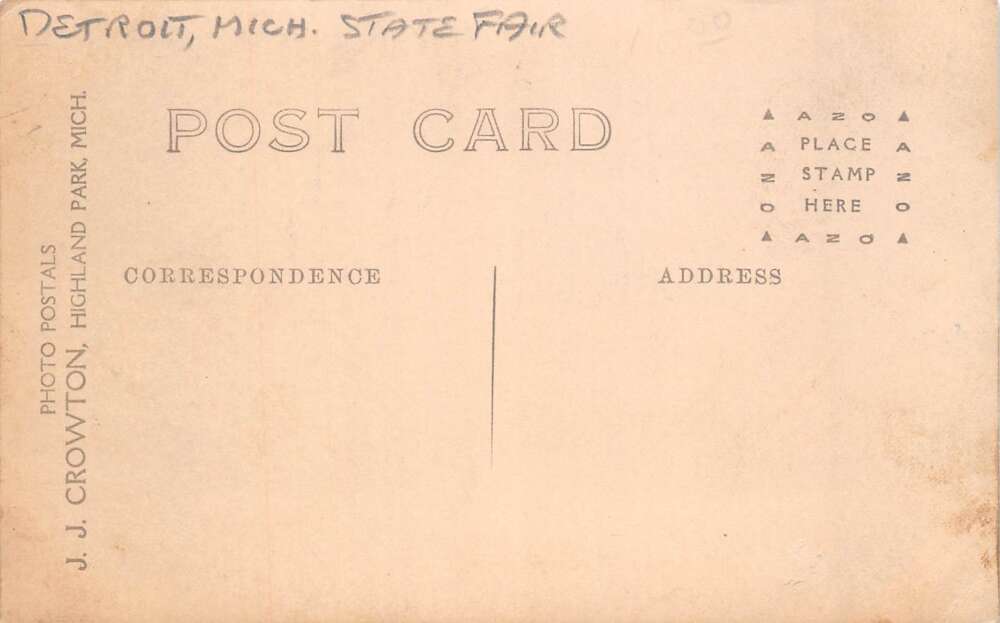 DETROIT, MICH. STATE FAIR
POST CARD
▲ AZO ▲
A PLACE A
Z STAMP Z
O HERE O
▲ AZO ▲
CORRESPONDENCE
ADDRESS
PHOTO POSTALS
J. J. CROWTON, HIGHLAND PARK, MICH.